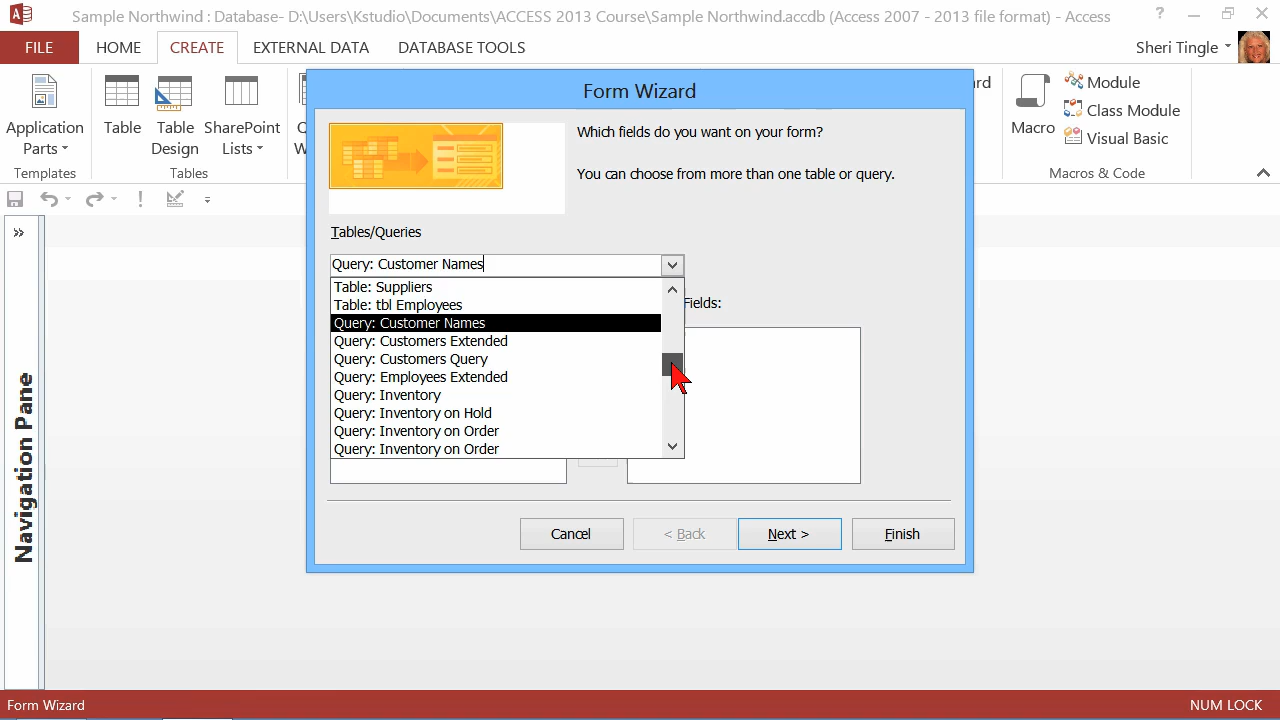 Sample Northwind : Database- D:\Users\Kstudio\Documents\ACCESS 2013 Course\Sample Northwind.accdb (Access 2007 - 2013 file format) - Access
?
FILE HOME CREATE EXTERNAL DATA DATABASE TOOLS Sheri Tingle
Application Parts
Templates
Table
Table Design
SharePoint Lists
Tables
Macro
Module
Class Module
Visual Basic
Macros & Code
Navigation Pane
Form Wizard
Which fields do you want on your form?
You can choose from more than one table or query.
Tables/Queries
Query: Customer Names
Table: Suppliers
Table: tbl Employees
Query: Customer Names
Query: Customers Extended
Query: Customers Query
Query: Employees Extended
Query: Inventory
Query: Inventory on Hold
Query: Inventory on Order
Query: Inventory on Order
Fields:
Cancel
< Back
Next >
Finish
Form Wizard
NUM LOCK